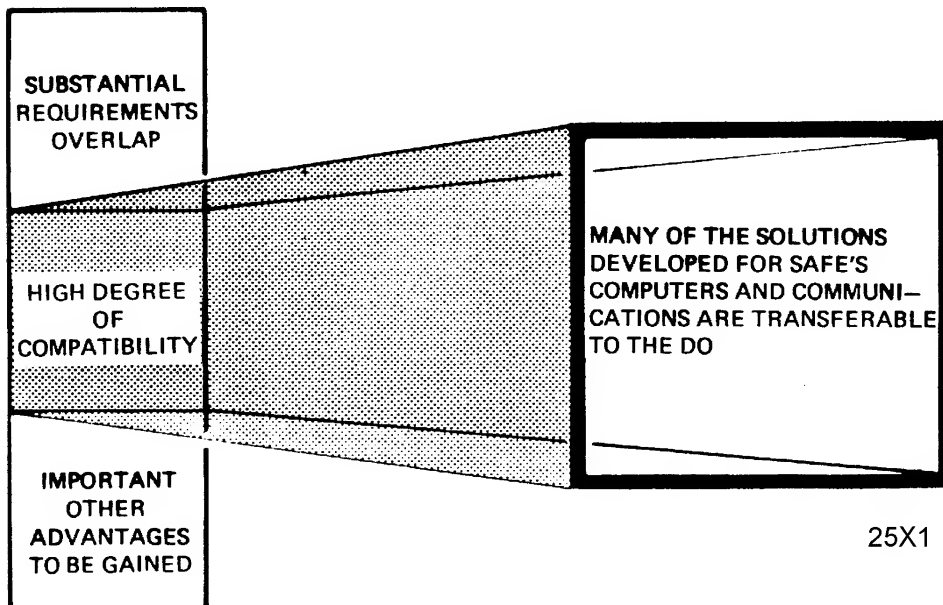 SUBSTANTIAL
REQUIREMENTS
OVERLAP
HIGH DEGREE
OF
COMPATIBILITY
IMPORTANT
OTHER
ADVANTAGES
TO BE GAINED
MANY OF THE SOLUTIONS
DEVELOPED FOR SAFE'S
COMPUTERS AND COMMUNI–
CATIONS ARE TRANSFERABLE
TO THE DO
25X1